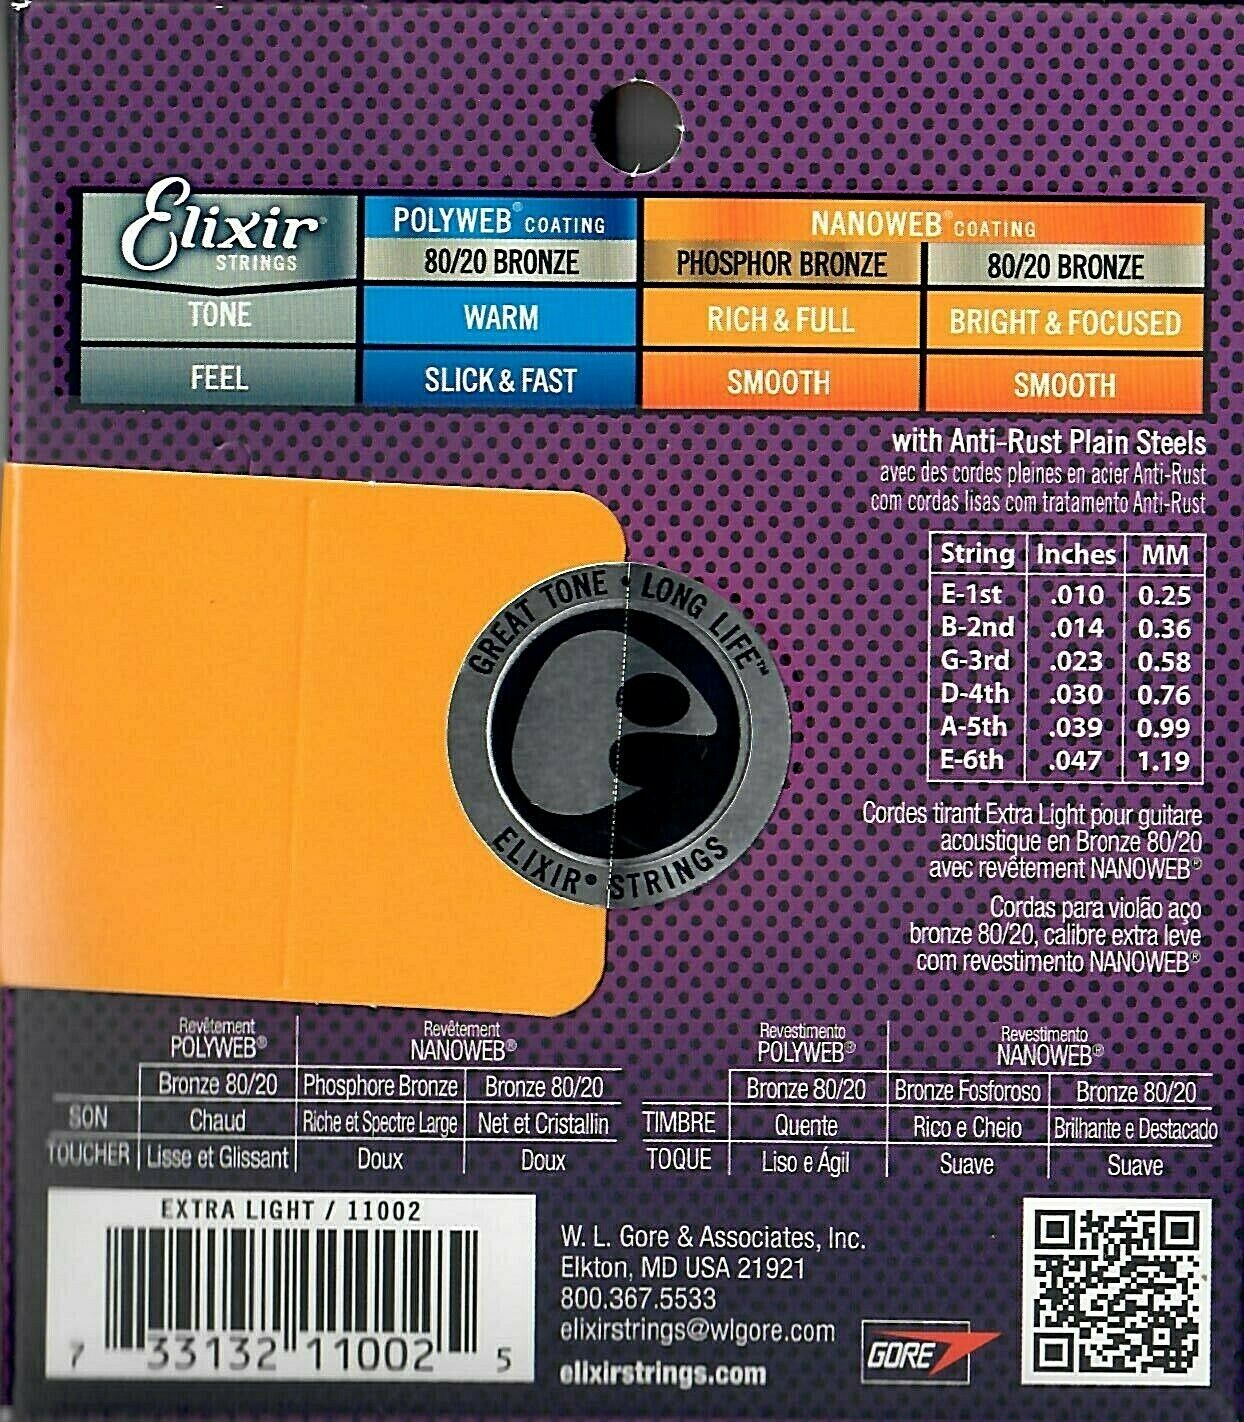 Elixir®
STRINGS
POLYWEB® COATING
NANOWEB® COATING
80/20 BRONZE
PHOSPHOR BRONZE
80/20 BRONZE
TONE
WARM
RICH & FULL
BRIGHT & FOCUSED
FEEL
SLICK & FAST
SMOOTH
SMOOTH
with Anti-Rust Plain Steels
avec des cordes pleines en acier Anti-Rust
com cordas lisas com tratamento Anti-Rust
String Inches MM
E-1st .010 0.25
B-2nd .014 0.36
G-3rd .023 0.58
D-4th .030 0.76
A-5th .039 0.99
E-6th .047 1.19
GREAT TONE • LONG LIFE™
ELIXIR® STRINGS
Cordes tirant Extra Light pour guitare
acoustique en Bronze 80/20
avec revêtement NANOWEB®
Cordas para violão aço
bronze 80/20, calibre extra leve
com revestimento NANOWEB®
Revêtement
POLYWEB®
Revêtement
NANOWEB®
Bronze 80/20 Phosphore Bronze Bronze 80/20
SON Chaud Riche et Spectre Large Net et Cristallin
TOUCHER Lisse et Glissant Doux Doux
Revestimento
POLYWEB®
Revestimento
NANOWEB®
Bronze 80/20 Bronze Fosforoso Bronze 80/20
TIMBRE Quente Rico e Cheio Brilhante e Destacado
TOQUE Liso e Ágil Suave Suave
EXTRA LIGHT / 11002
7 33132 11002 5
W. L. Gore & Associates, Inc.
Elkton, MD USA 21921
800.367.5533
elixirstrings@wlgore.com
elixirstrings.com
GORE